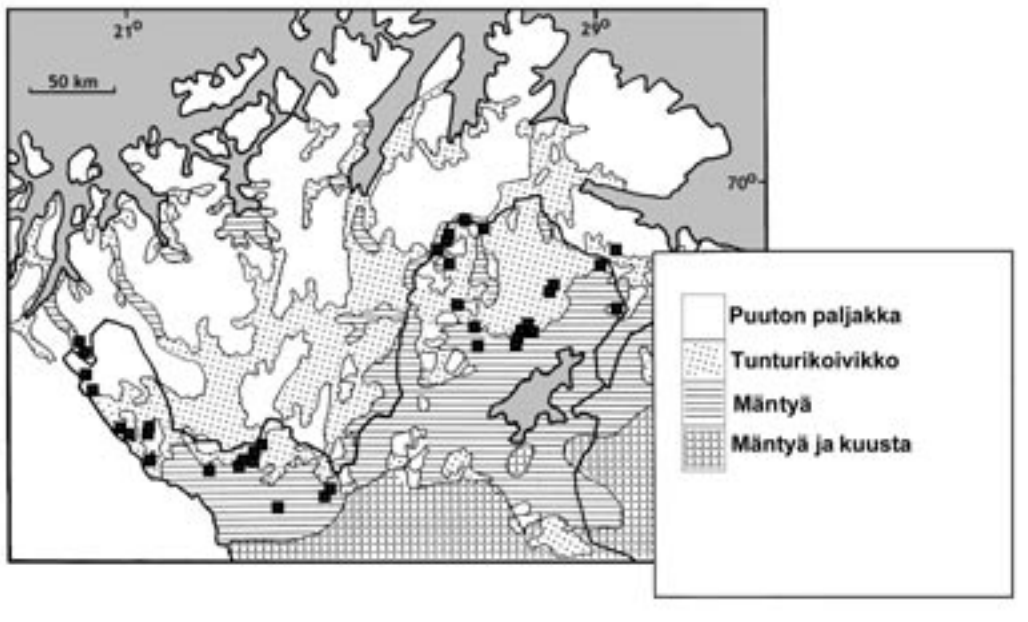 21°
29°
50 km
70°
Puuton paljakka
Tunturikoivikko
Mäntyä
Mäntyä ja kuusta